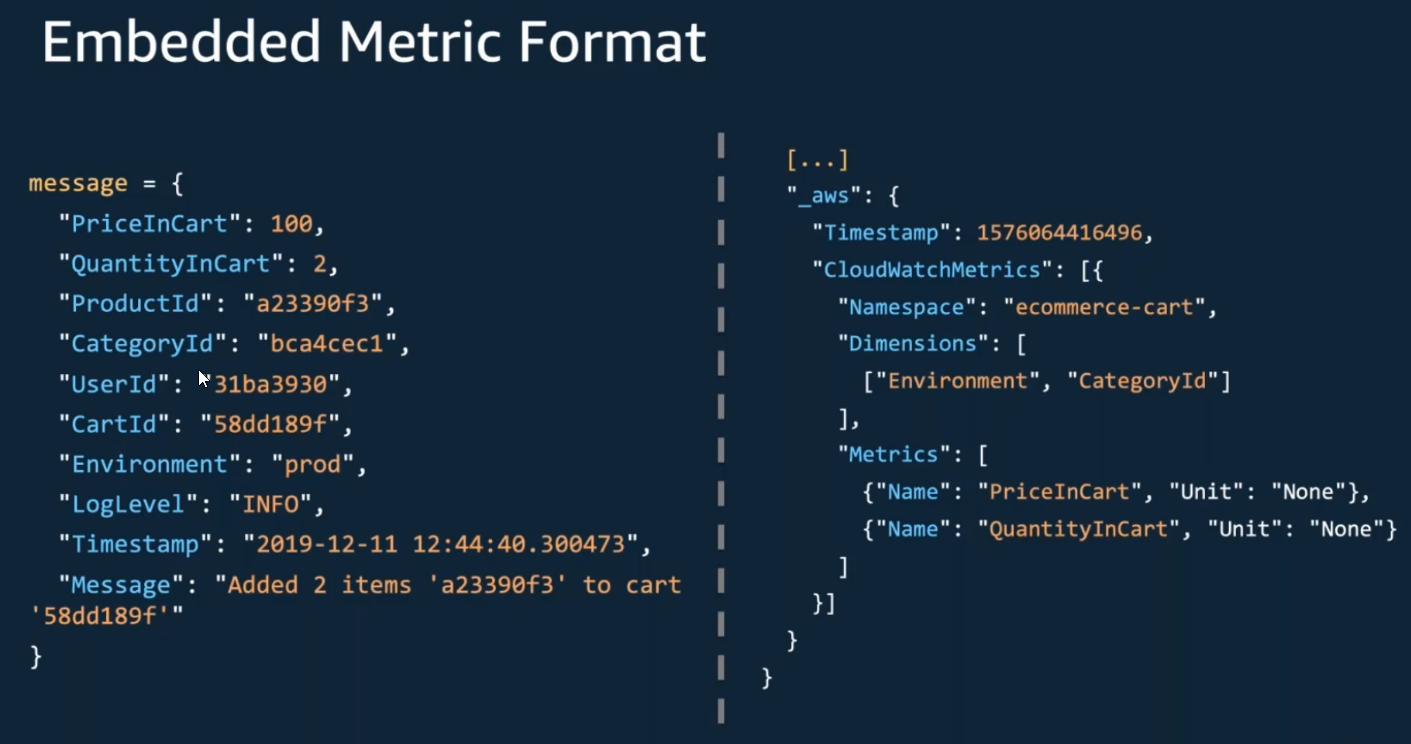 Embedded Metric Format
message = {
"PriceInCart": 100,
"QuantityInCart": 2,
"ProductId": "a23390f3",
"CategoryId": "bca4cec1",
"UserId": "31ba3930",
"CartId": "58dd189f",
"Environment": "prod",
"LogLevel": "INFO",
"Timestamp": "2019-12-11 12:44:40.300473",
"Message": "Added 2 items 'a23390f3' to cart
'58dd189f'"
}
[...]
"_aws": {
"Timestamp": 1576064416496,
"CloudWatchMetrics": [{
"Namespace": "ecommerce-cart",
"Dimensions": [
["Environment", "CategoryId"]
],
"Metrics": [
{"Name": "PriceInCart", "Unit": "None"},
{"Name": "QuantityInCart", "Unit": "None"}
]
}]
}
}